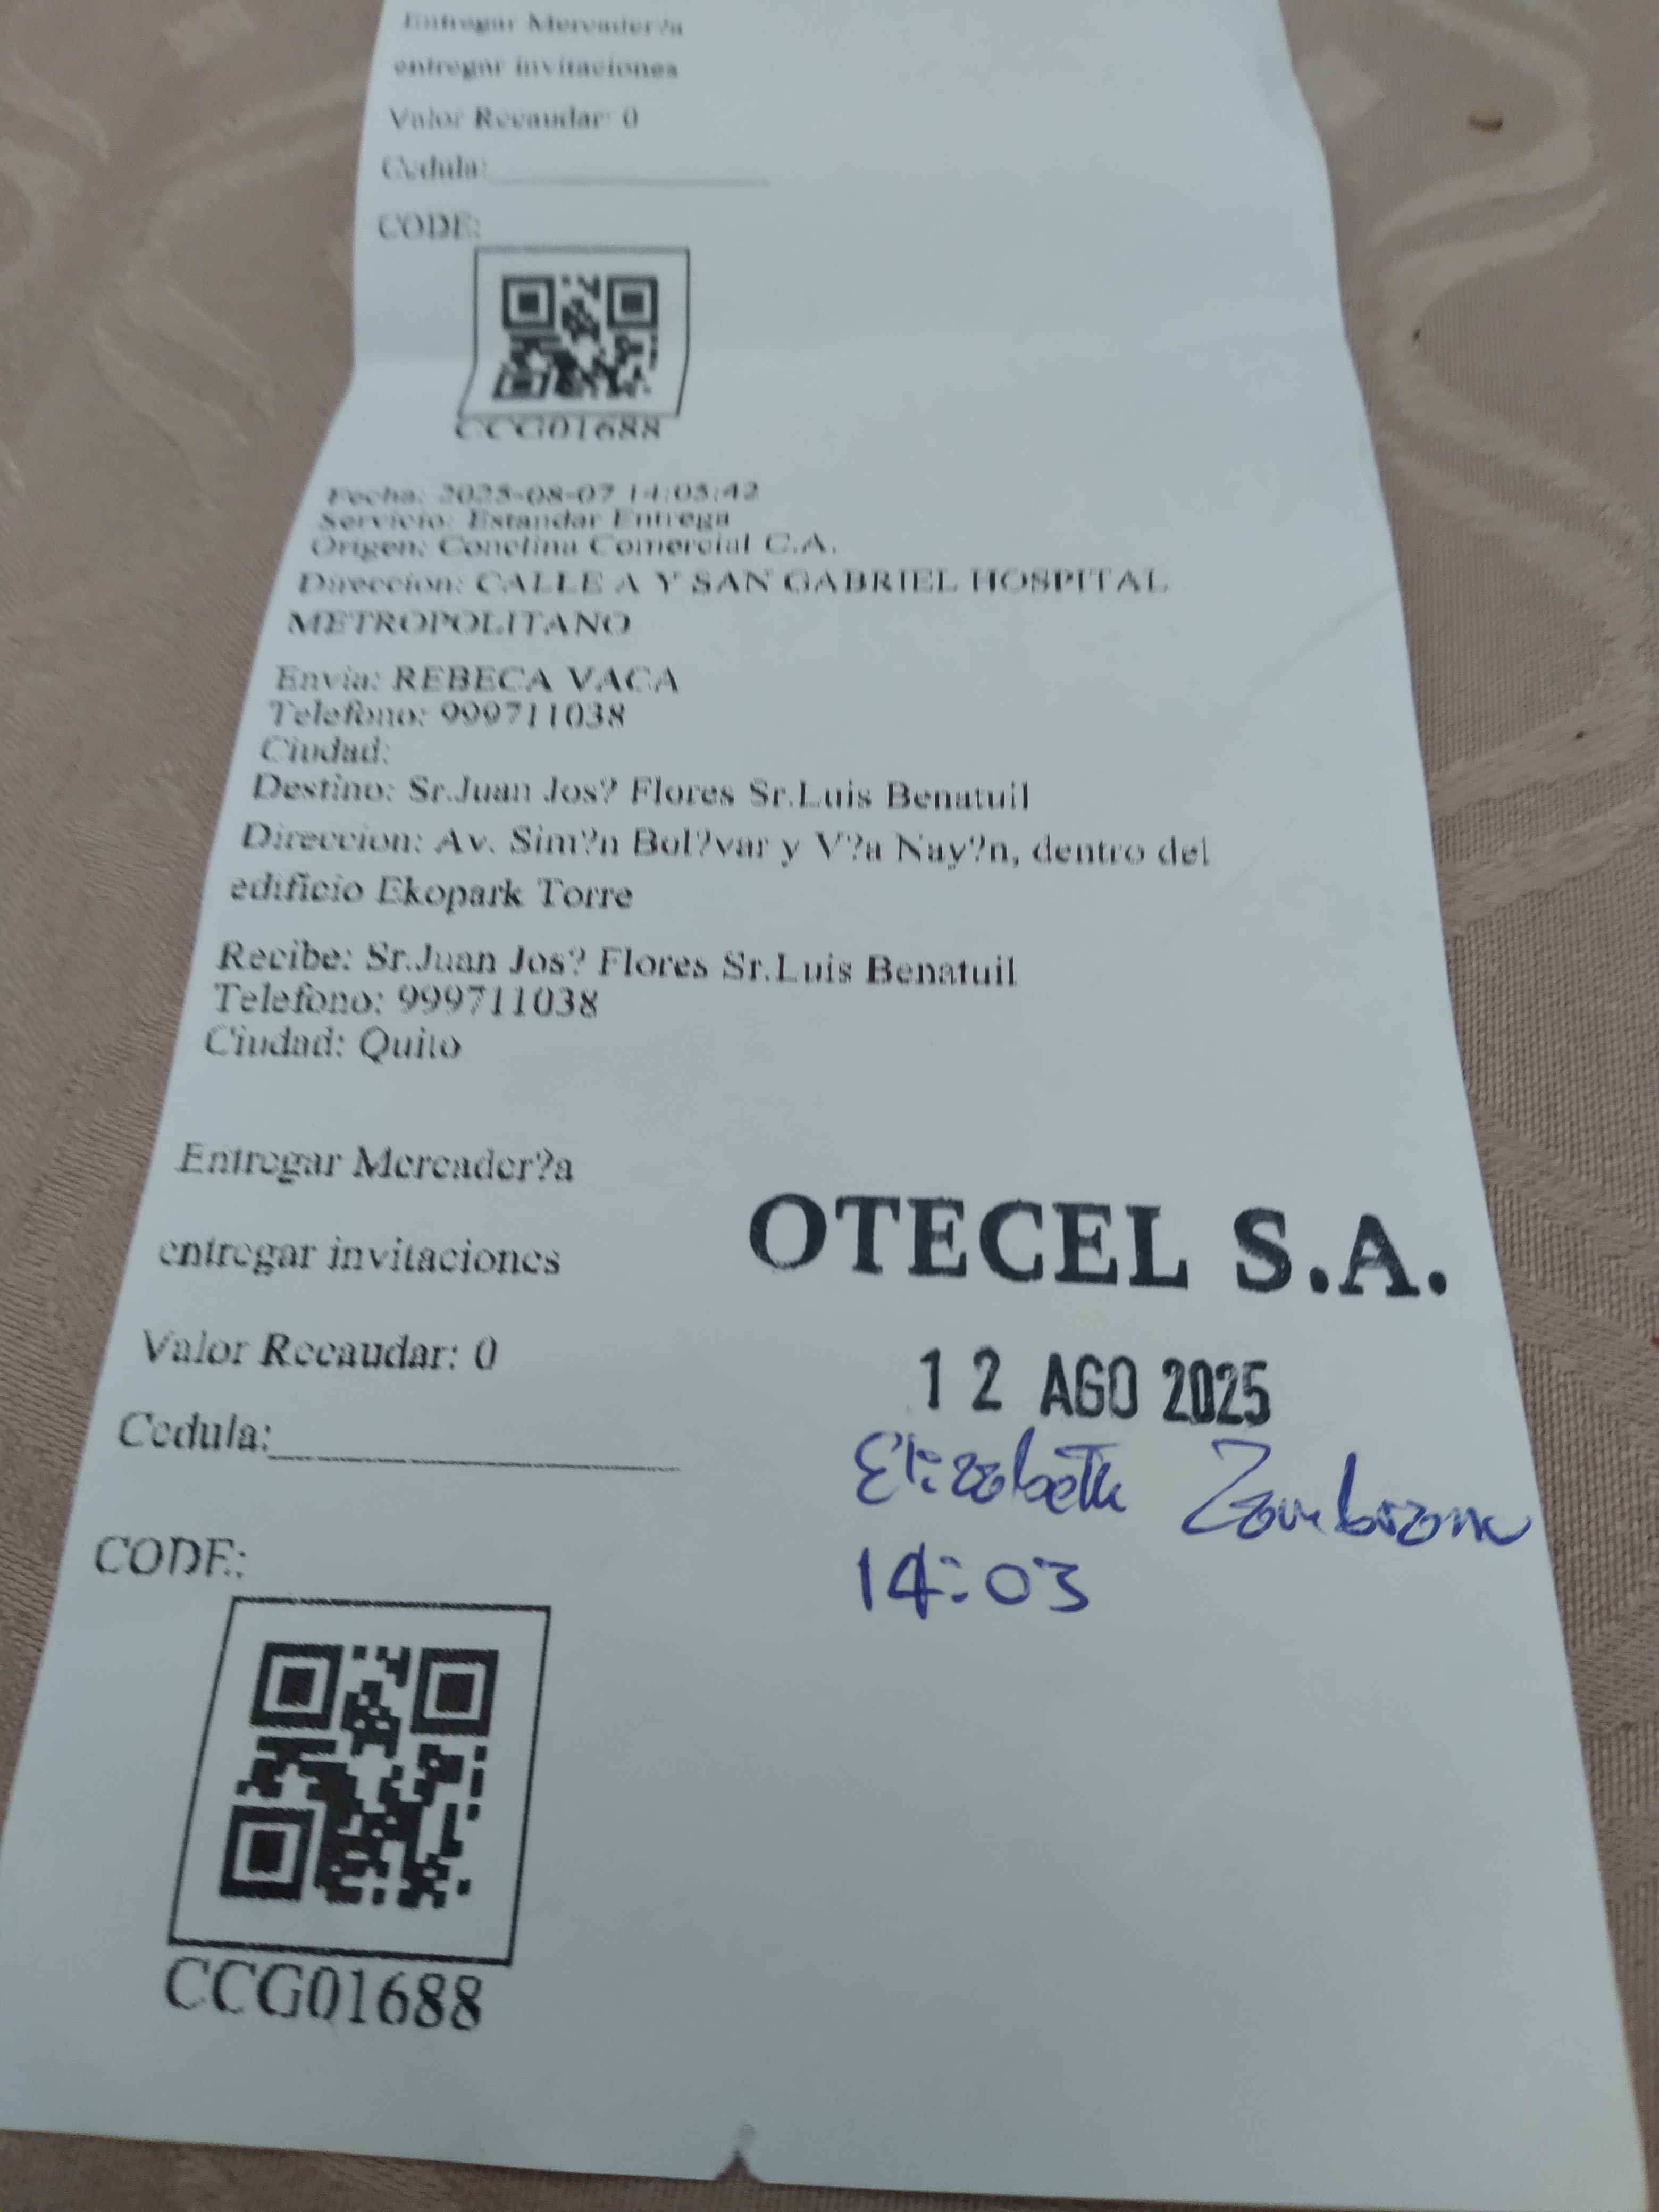 Entregar Mercader?a
entregar invitaciones
Valor Recaudar: 0
Cedula:
CODE:
CCG01688
Fecha: 2025-08-07 14:05:42
Servicio: Estandar Entrega
Origen: Conclina Comercial C.A.
Direccion: CALLE A Y SAN GABRIEL HOSPITAL
METROPOLITANO
Envia: REBECA VACA
Telefono: 999711038
Ciudad:
Destino: Sr.Juan Jos? Flores Sr.Luis Benatuil
Direccion: Av. Sim?n Bol?var y V?a Nay?n, dentro del
edificio Ekopark Torre
Recibe: Sr.Juan Jos? Flores Sr.Luis Benatuil
Telefono: 999711038
Ciudad: Quito
Entregar Mercader?a
entregar invitaciones
Valor Recaudar: 0
Cedula:
CODE:
CCG01688
OTECEL S.A.
12 AGO 2025
Elizabeth Zambrano
14:03